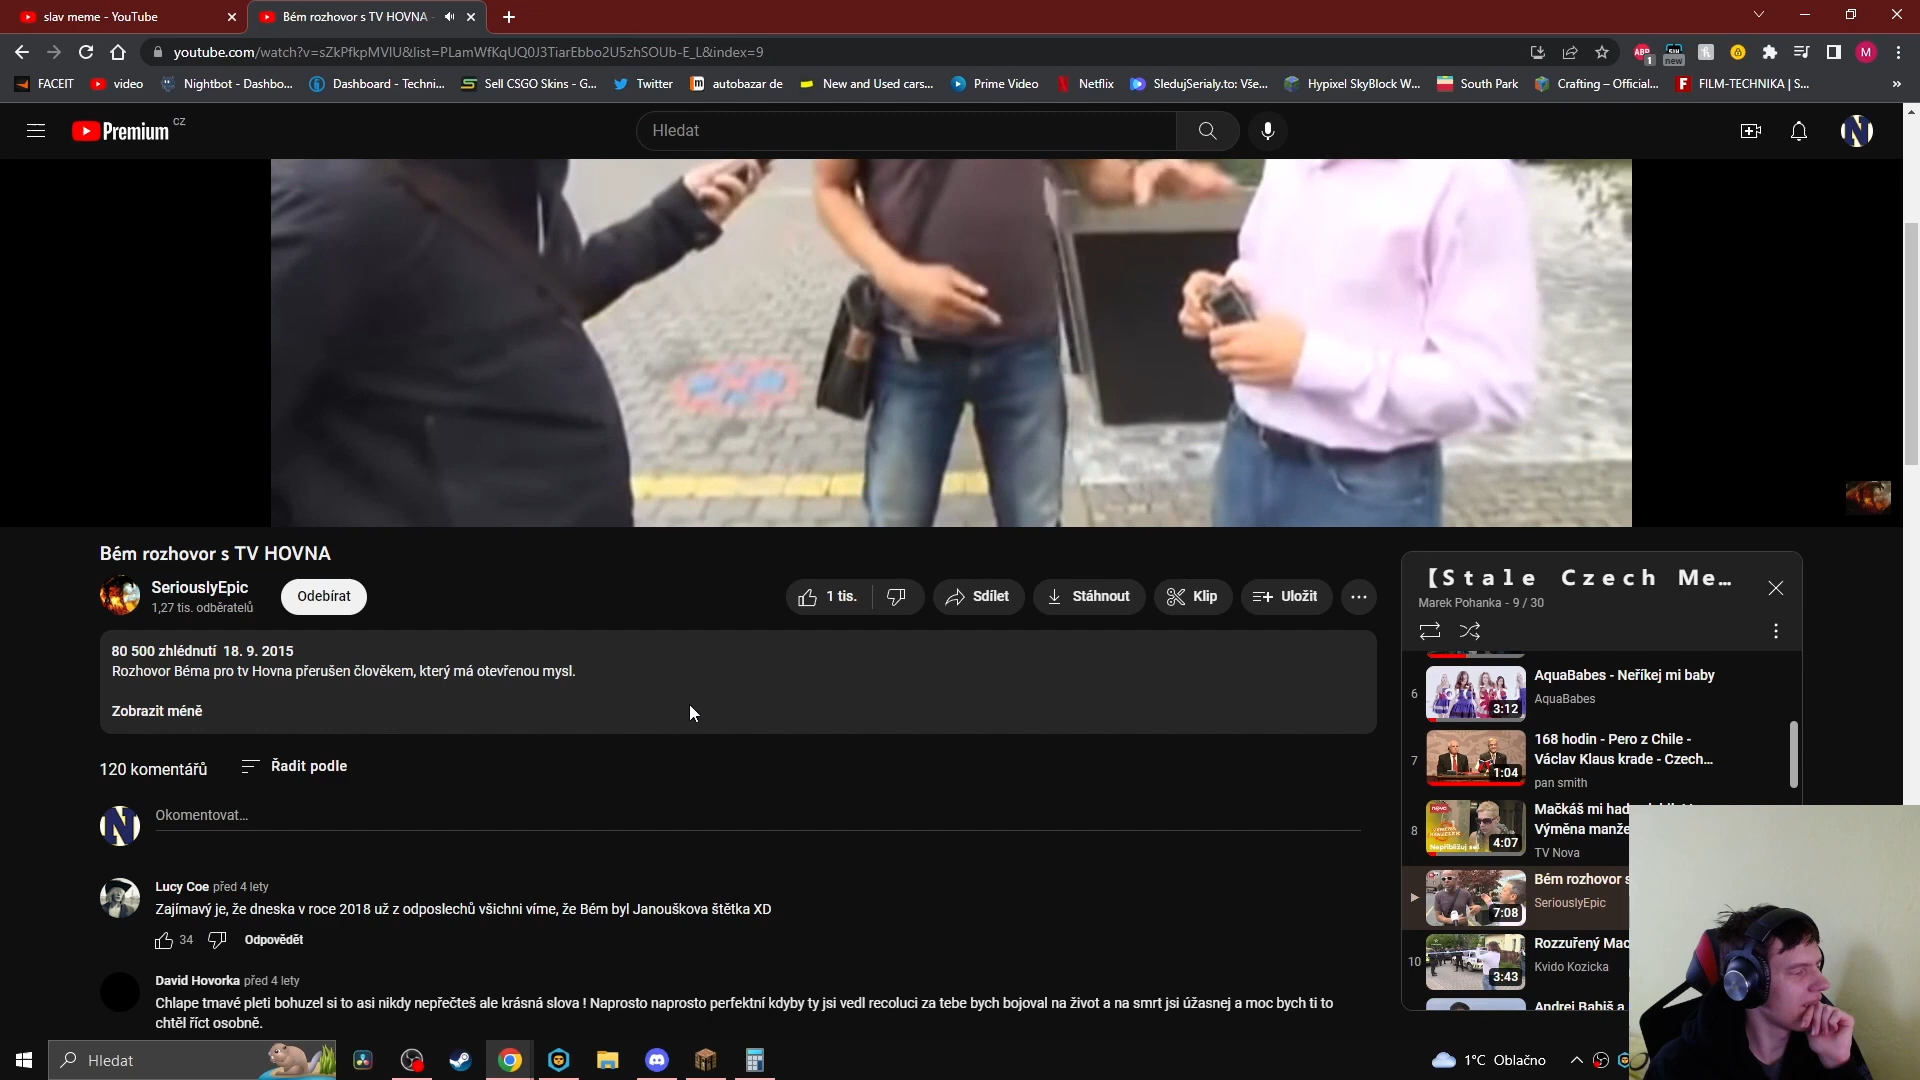 slav meme - YouTube
Bém rozhovor s TV HOVNA
youtube.com/watch?v=sZkPfkpMVlU&list=PLamWfKqUQ0J3TiarEbbo2U5zhSOUb-E_L&index=9
ABP 1
new
M
FACEIT
video
Nightbot - Dashbo...
Dashboard - Techni...
Sell CSGO Skins - G...
Twitter
autobazar de
New and Used cars...
Prime Video
Netflix
SledujSerialy.to: Vše...
Hypixel SkyBlock W...
South Park
Crafting – Official...
FILM-TECHNIKA | S...
»
Premium CZ
Hledat
N
Bém rozhovor s TV HOVNA
SeriouslyEpic
1,27 tis. odběratelů
Odebírat
1 tis.
Sdílet
Stáhnout
Klip
Uložit
80 500 zhlédnutí 18. 9. 2015
Rozhovor Béma pro tv Hovna přerušen člověkem, který má otevřenou mysl.
Zobrazit méně
120 komentářů
Řadit podle
N
Okomentovat...
Lucy Coe před 4 lety
Zajímavý je, že dneska v roce 2018 už z odposlechů všichni víme, že Bém byl Janouškova štětka XD
34
Odpovědět
David Hovorka před 4 lety
Chlape tmavé pleti bohuzel si to asi nikdy nepřečteš ale krásná slova ! Naprosto naprosto perfektní kdyby ty jsi vedl recoluci za tebe bych bojoval na život a na smrt jsi úžasnej a moc bych ti to
chtěl říct osobně.
【Stale Czech Me...
Marek Pohanka - 9 / 30
6
3:12
AquaBabes - Neříkej mi baby
AquaBabes
7
1:04
168 hodin - Pero z Chile -
Václav Klaus krade - Czech...
pan smith
8
nova
4:07
Mačkáš mi
Výměna manže
TV Nova
7:08
Bém rozhovor s
SeriouslyEpic
10
3:43
Rozzuřený
Kvido Kozicka
Andrej Babiš a
Hledat
1°C Oblačno